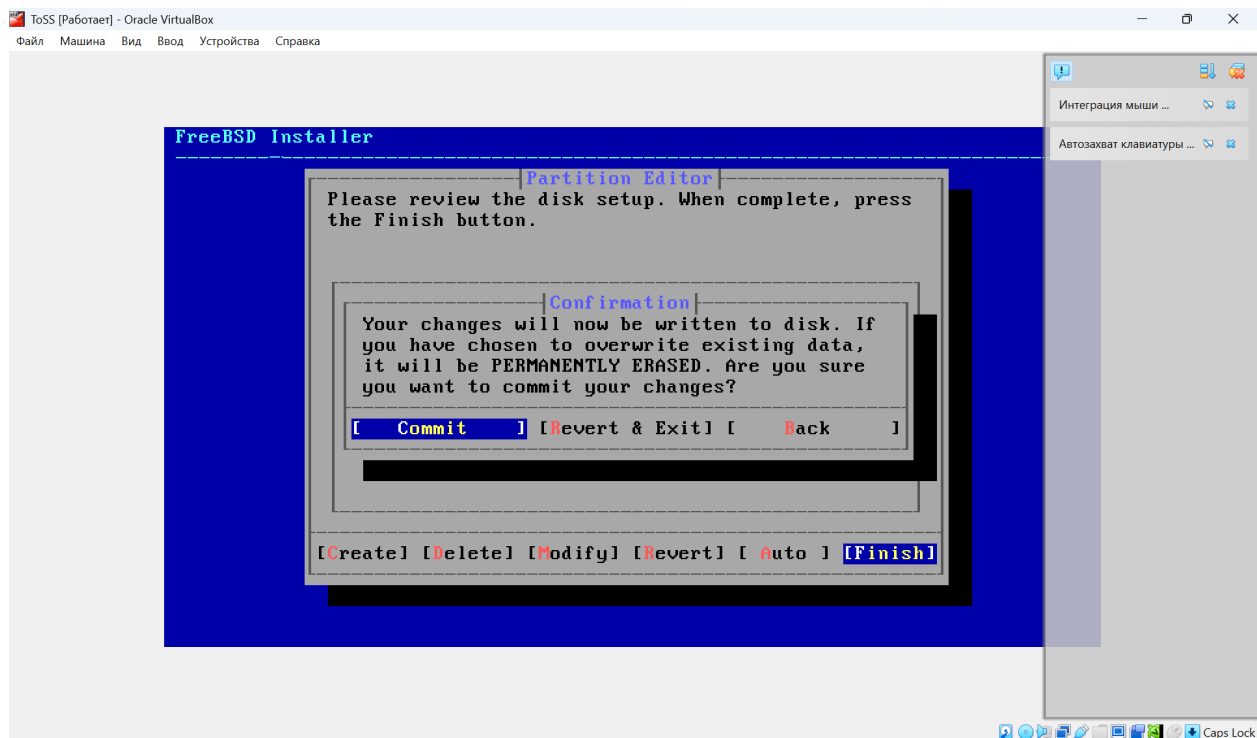 ToSS [Работает] - Oracle VirtualBox
Файл Машина Вид Ввод Устройства Справка
Интеграция мыши ...
Автозахват клавиатуры ...
FreeBSD Installer
Partition Editor
Please review the disk setup. When complete, press
the Finish button.
Confirmation
Your changes will now be written to disk. If
you have chosen to overwrite existing data,
it will be PERMANENTLY ERASED. Are you sure
you want to commit your changes?
[ Commit ] [Revert & Exit] [ Back ]
[Create] [Delete] [Modify] [Revert] [ Auto ] [Finish]
Caps Lock